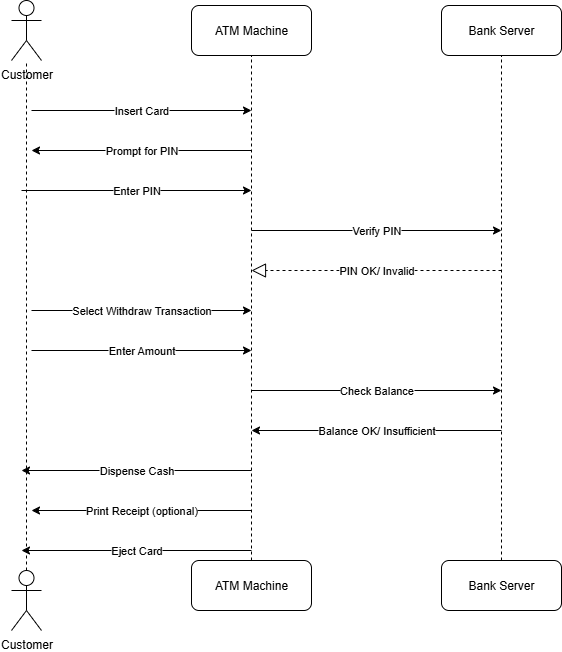 ATM Machine
Bank Server
Customer
Insert Card
Prompt for PIN
Enter PIN
Verify PIN
PIN OK/ Invalid
Select Withdraw Transaction
Enter Amount
Check Balance
Balance OK/ Insufficient
Dispense Cash
Print Receipt (optional)
Eject Card
ATM Machine
Bank Server
Customer